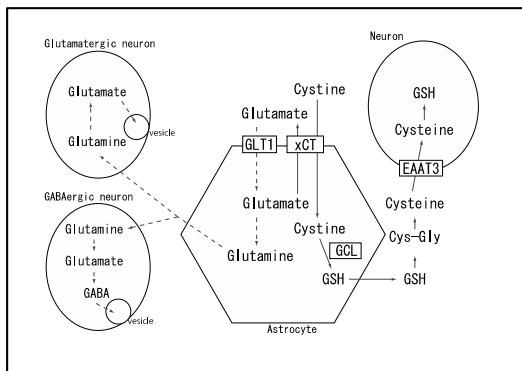 Glutamatergic neuron
Glutamate
Glutamine
vesicle
GABAergic neuron
Glutamine
Glutamate
GABA
vesicle
Cystine
Glutamate
GLT1
xCT
Glutamate
Cystine
GCL
Glutamine
GSH
Astrocyte
Neuron
GSH
Cysteine
EAAT3
Cysteine
Cys-Gly
GSH